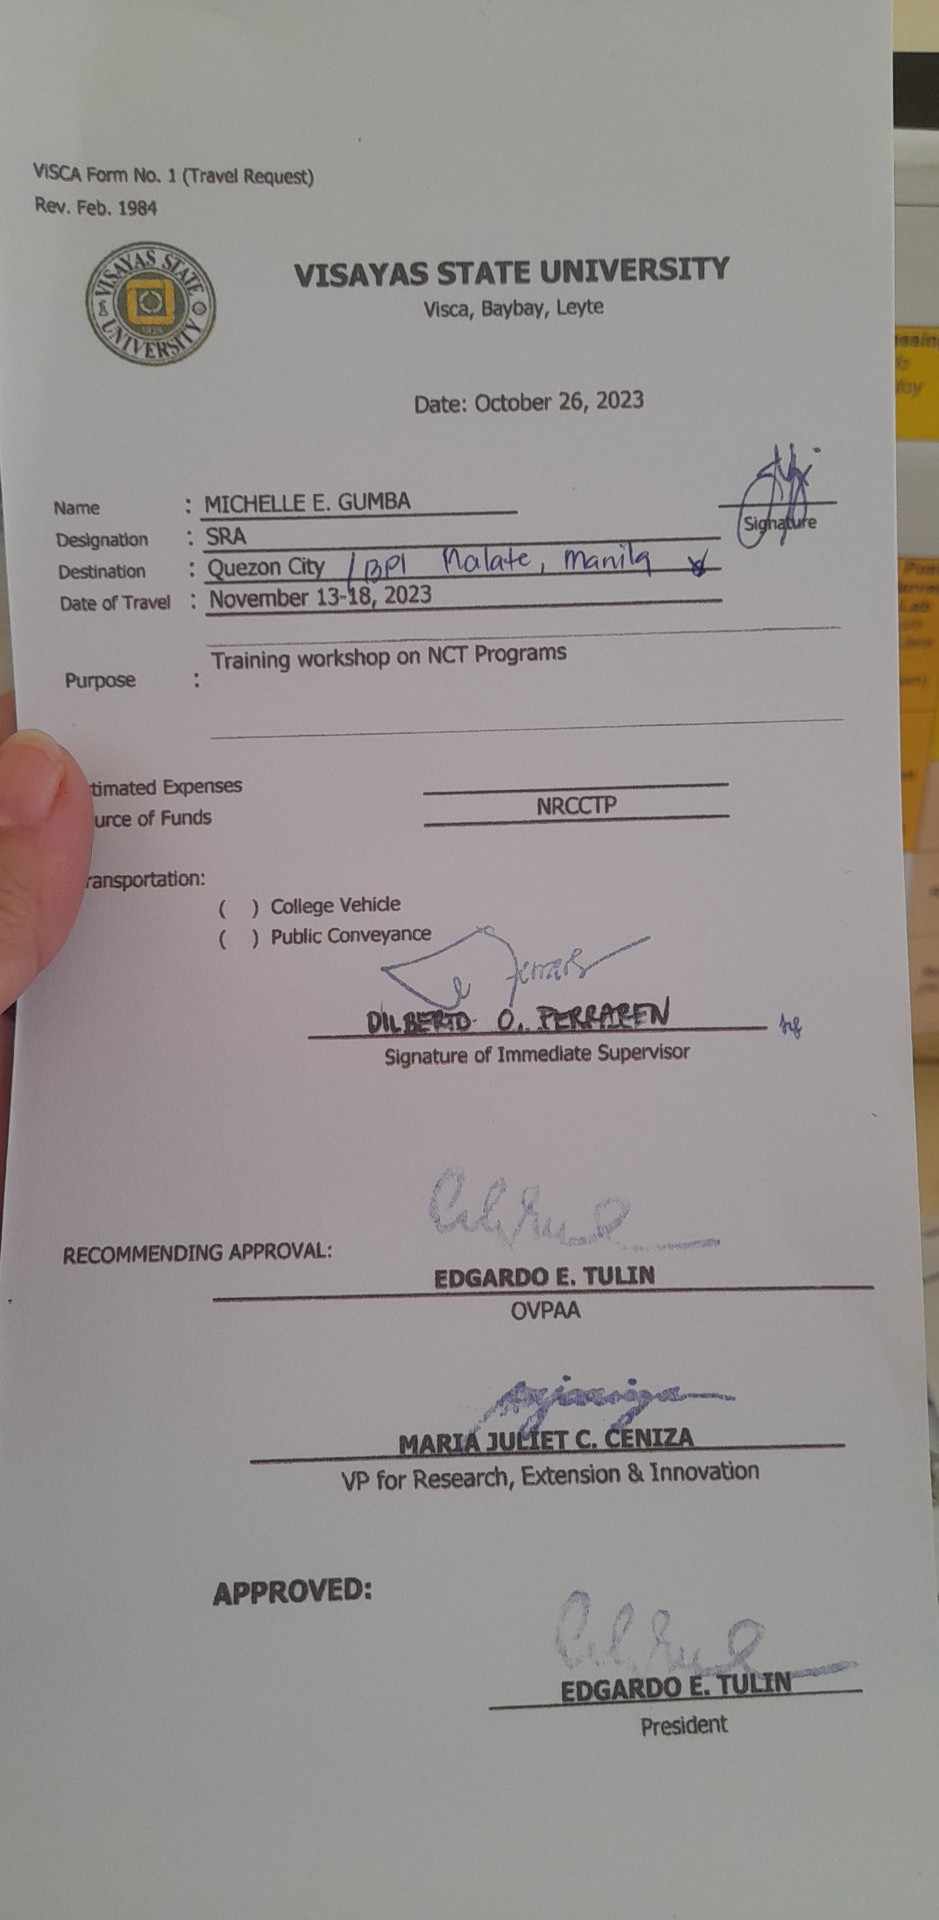 ViSCA Form No. 1 (Travel Request)
Rev. Feb. 1984
VISAYAS STATE UNIVERSITY
VISAYAS STATE UNIVERSITY
Visca, Baybay, Leyte
Date: October 26, 2023
Name : MICHELLE E. GUMBA
Signature
Designation : SRA
Destination : Quezon City / BPI Malate, Manila
Date of Travel : November 13-18, 2023
Purpose : Training workshop on NCT Programs
timated Expenses
urce of Funds NRCCTP
ransportation:
( ) College Vehicle
( ) Public Conveyance
DILBERTO O. FERRAREN
Signature of Immediate Supervisor
RECOMMENDING APPROVAL:
EDGARDO E. TULIN
OVPAA
MARIA JULIET C. CENIZA
VP for Research, Extension & Innovation
APPROVED:
EDGARDO E. TULIN
President